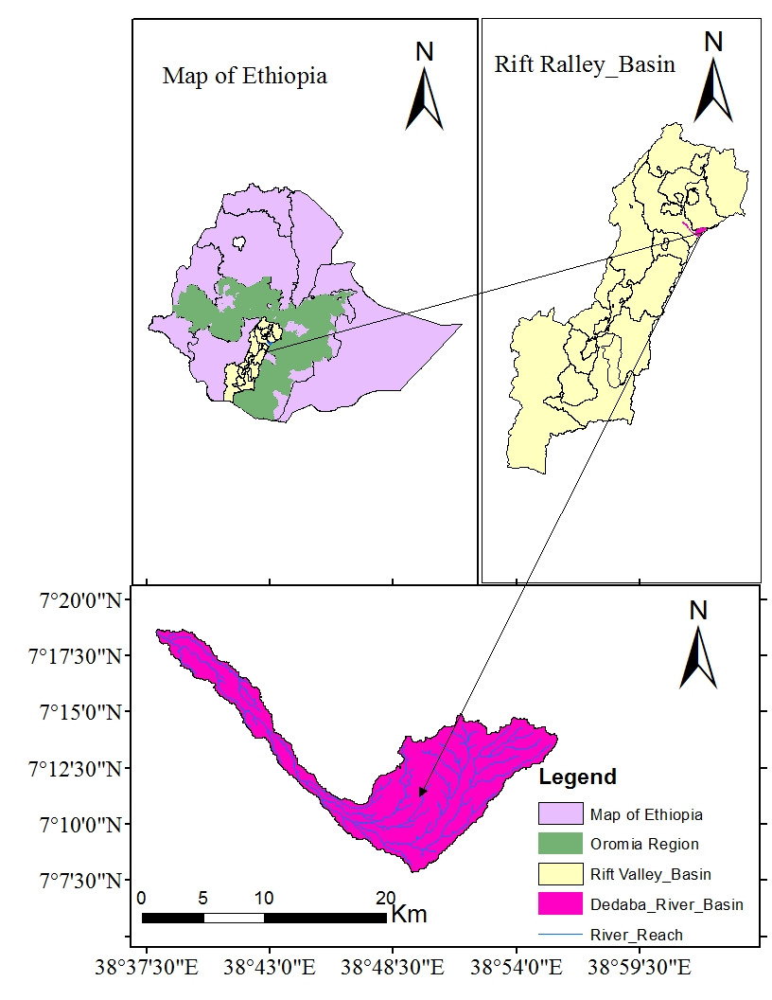 Map of Ethiopia
N
Rift Ralley_Basin
N
7°20'0"N
7°17'30"N
7°15'0"N
7°12'30"N
7°10'0"N
7°7'30"N
N
Legend
Map of Ethiopia
Oromia Region
Rift Valley_Basin
Dedaba_River_Basin
River_Reach
0 5 10 20
Km
38°37'30"E 38°43'0"E 38°48'30"E 38°54'0"E 38°59'30"E